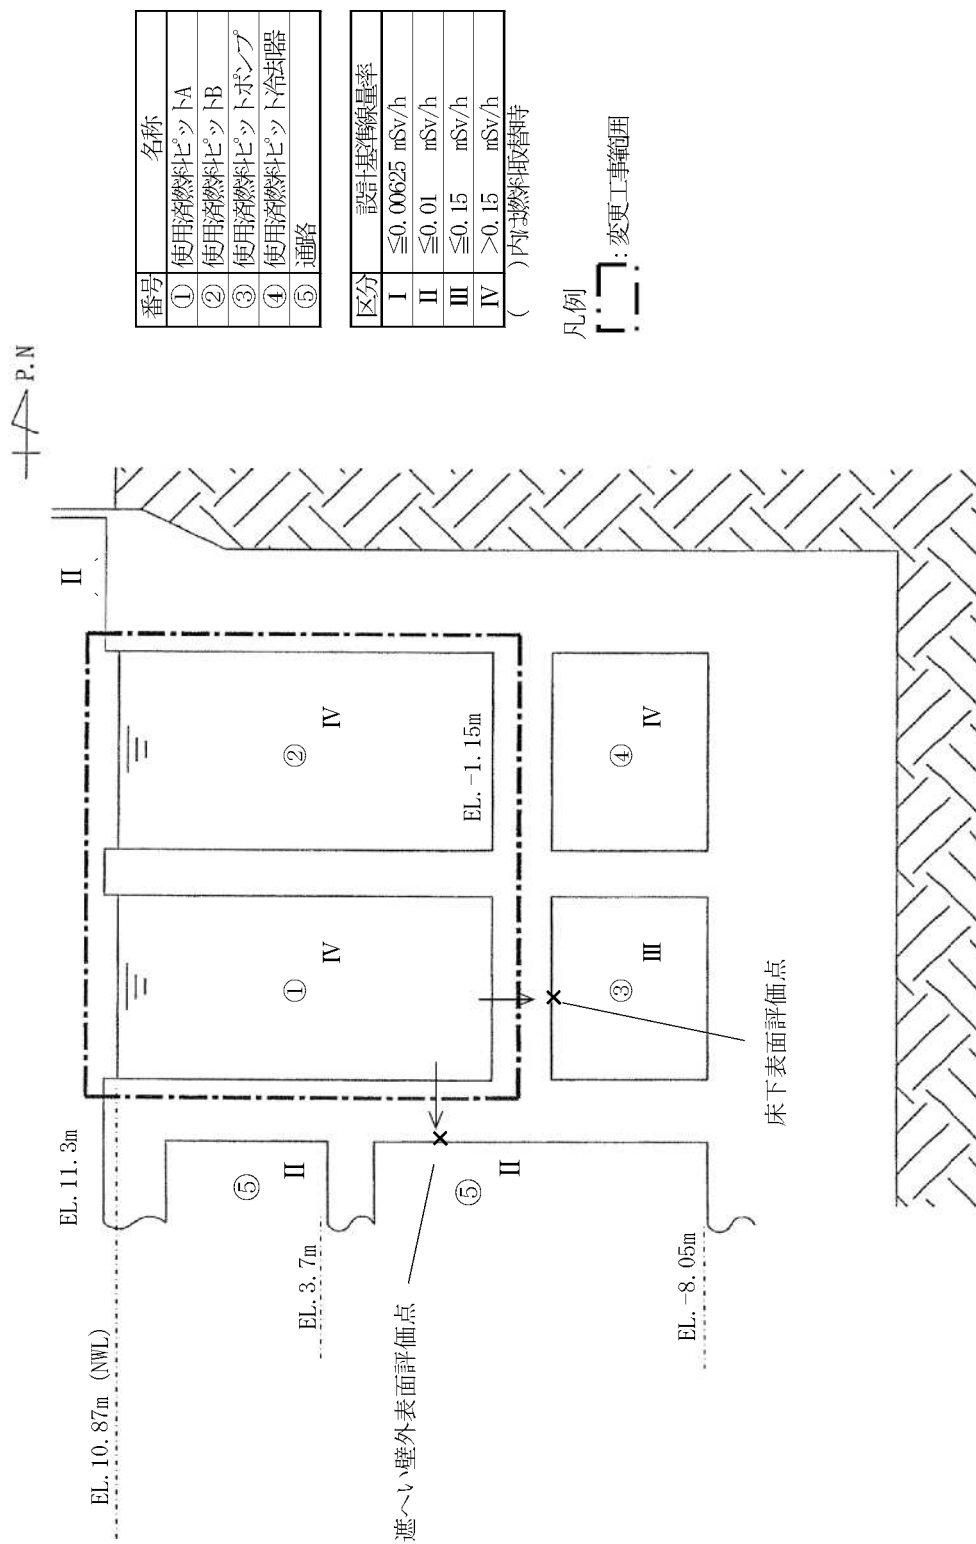 P.N
番号 名称
① 使用済燃料ピットA
② 使用済燃料ピットB
③ 使用済燃料ピットポンプ
④ 使用済燃料ピット冷却器
⑤ 通路
区分 設計基準線量率
Ⅰ ≦0.00625 mSv/h
Ⅱ ≦0.01 mSv/h
Ⅲ ≦0.15 mSv/h
Ⅳ >0.15 mSv/h
( )内は燃料取替時
凡例
:変更工事範囲
EL.10.87m (NWL)
EL.11.3m
Ⅱ
⑤
Ⅱ
①
Ⅳ
②
Ⅳ
EL.3.7m
EL.-1.15m
遮へい壁外表面評価点
⑤
Ⅱ
③
Ⅲ
④
Ⅳ
EL.-8.05m
床下表面評価点